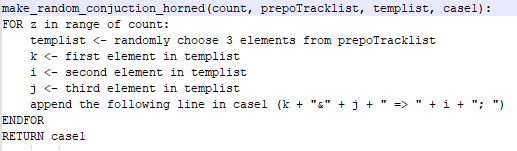 make_random_conjuction_horned(count, prepoTracklist, templist, case1):
FOR z in range of count:
    templist <- randomly choose 3 elements from prepoTracklist
    k <- first element in templist
    i <- second element in templist
    j <- third element in templist
    append the following line in case1 (k + "&" + j + " => " + i + "; ")
ENDFOR
RETURN case1